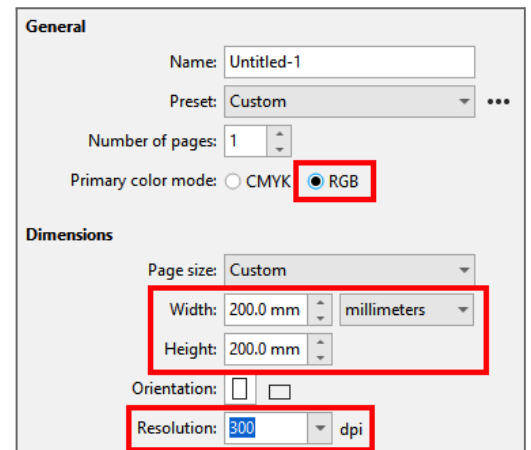 General
Name: Untitled-1
Preset: Custom
Number of pages: 1
Primary color mode: CMYK RGB
Dimensions
Page size: Custom
Width: 200.0 mm millimeters
Height: 200.0 mm
Orientation:
Resolution: 300 dpi